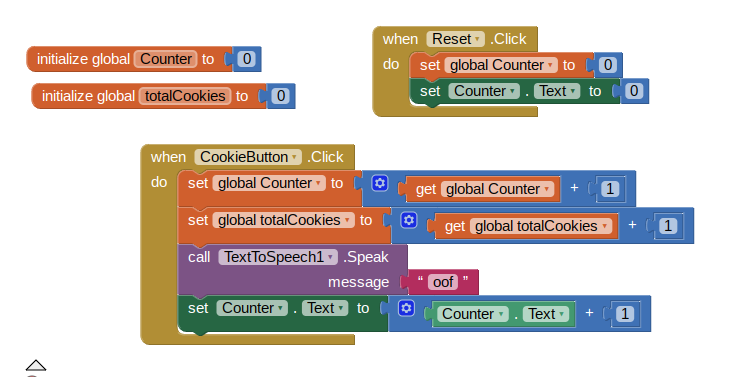 initialize global Counter to 0
initialize global totalCookies to 0
when Reset .Click
do set global Counter to 0
set Counter . Text to 0
when CookieButton .Click
do set global Counter to get global Counter + 1
set global totalCookies to get global totalCookies + 1
call TextToSpeech1 .Speak
message “ oof ”
set Counter . Text to Counter . Text + 1